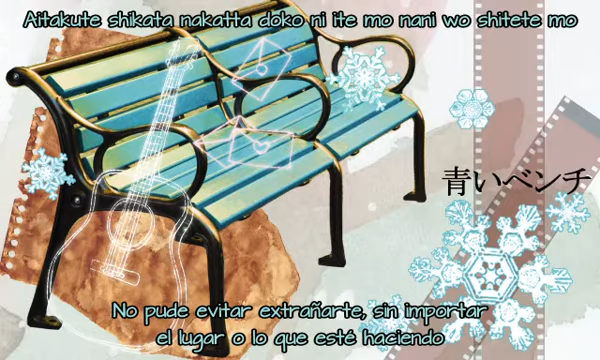 Aitakute shikata nakatta doko ni ite mo nani wo shitete mo
青いベンチ
No pude evitar extrañarte, sin importar
el lugar o lo que esté haciendo